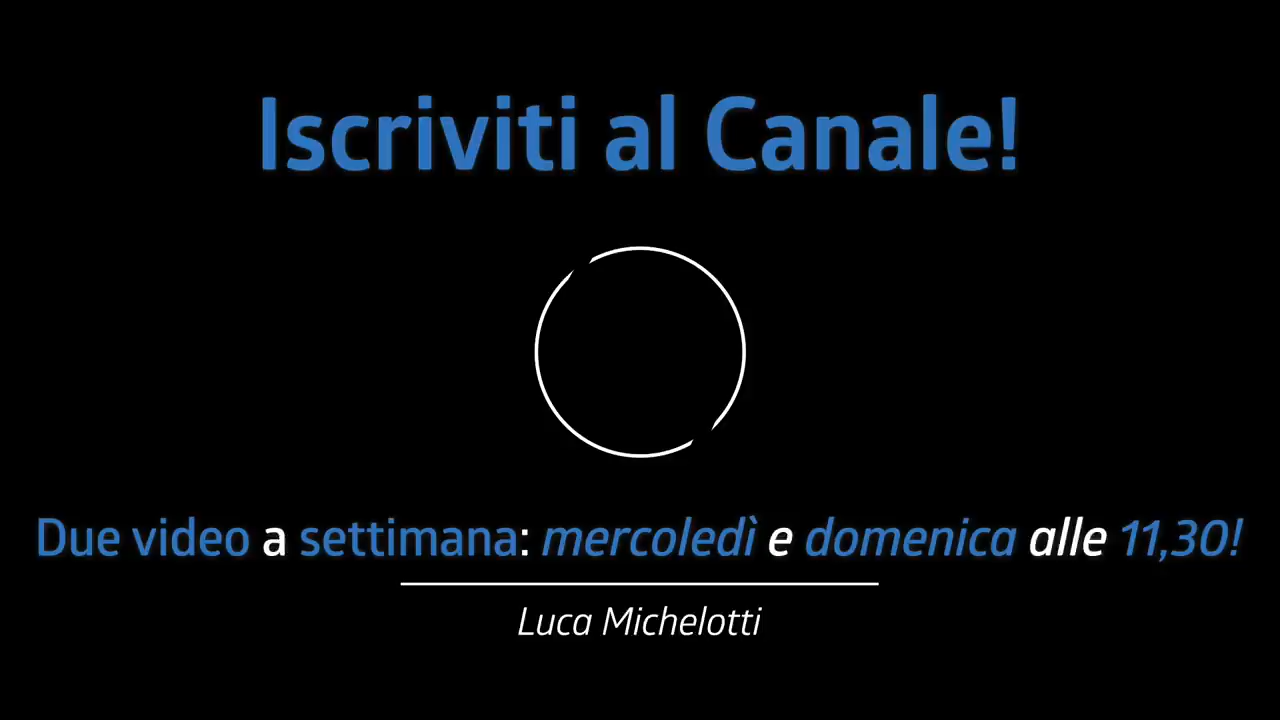 Iscriviti al Canale!
Due video a settimana: mercoledì e domenica alle 11,30!
Luca Michelotti